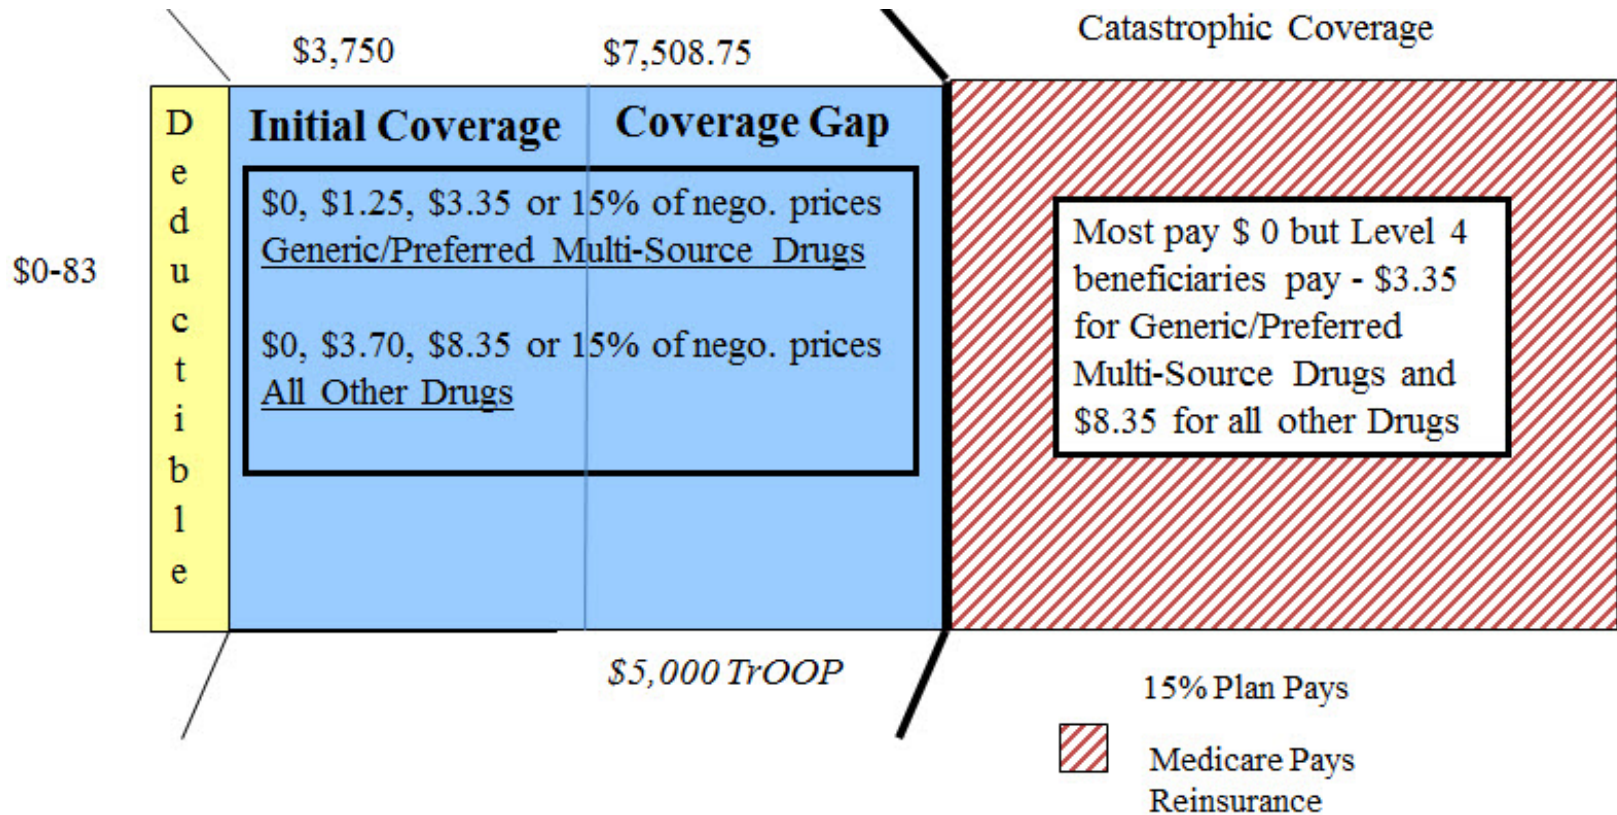 $3,750
$7,508.75
Catastrophic Coverage
$0-83
D
e
d
u
c
t
i
b
l
e
Initial Coverage
Coverage Gap
$0, $1.25, $3.35 or 15% of nego. prices
Generic/Preferred Multi-Source Drugs
$0, $3.70, $8.35 or 15% of nego. prices
All Other Drugs
Most pay $ 0 but Level 4
beneficiaries pay - $3.35
for Generic/Preferred
Multi-Source Drugs and
$8.35 for all other Drugs
$5,000 TrOOP
15% Plan Pays
Medicare Pays
Reinsurance